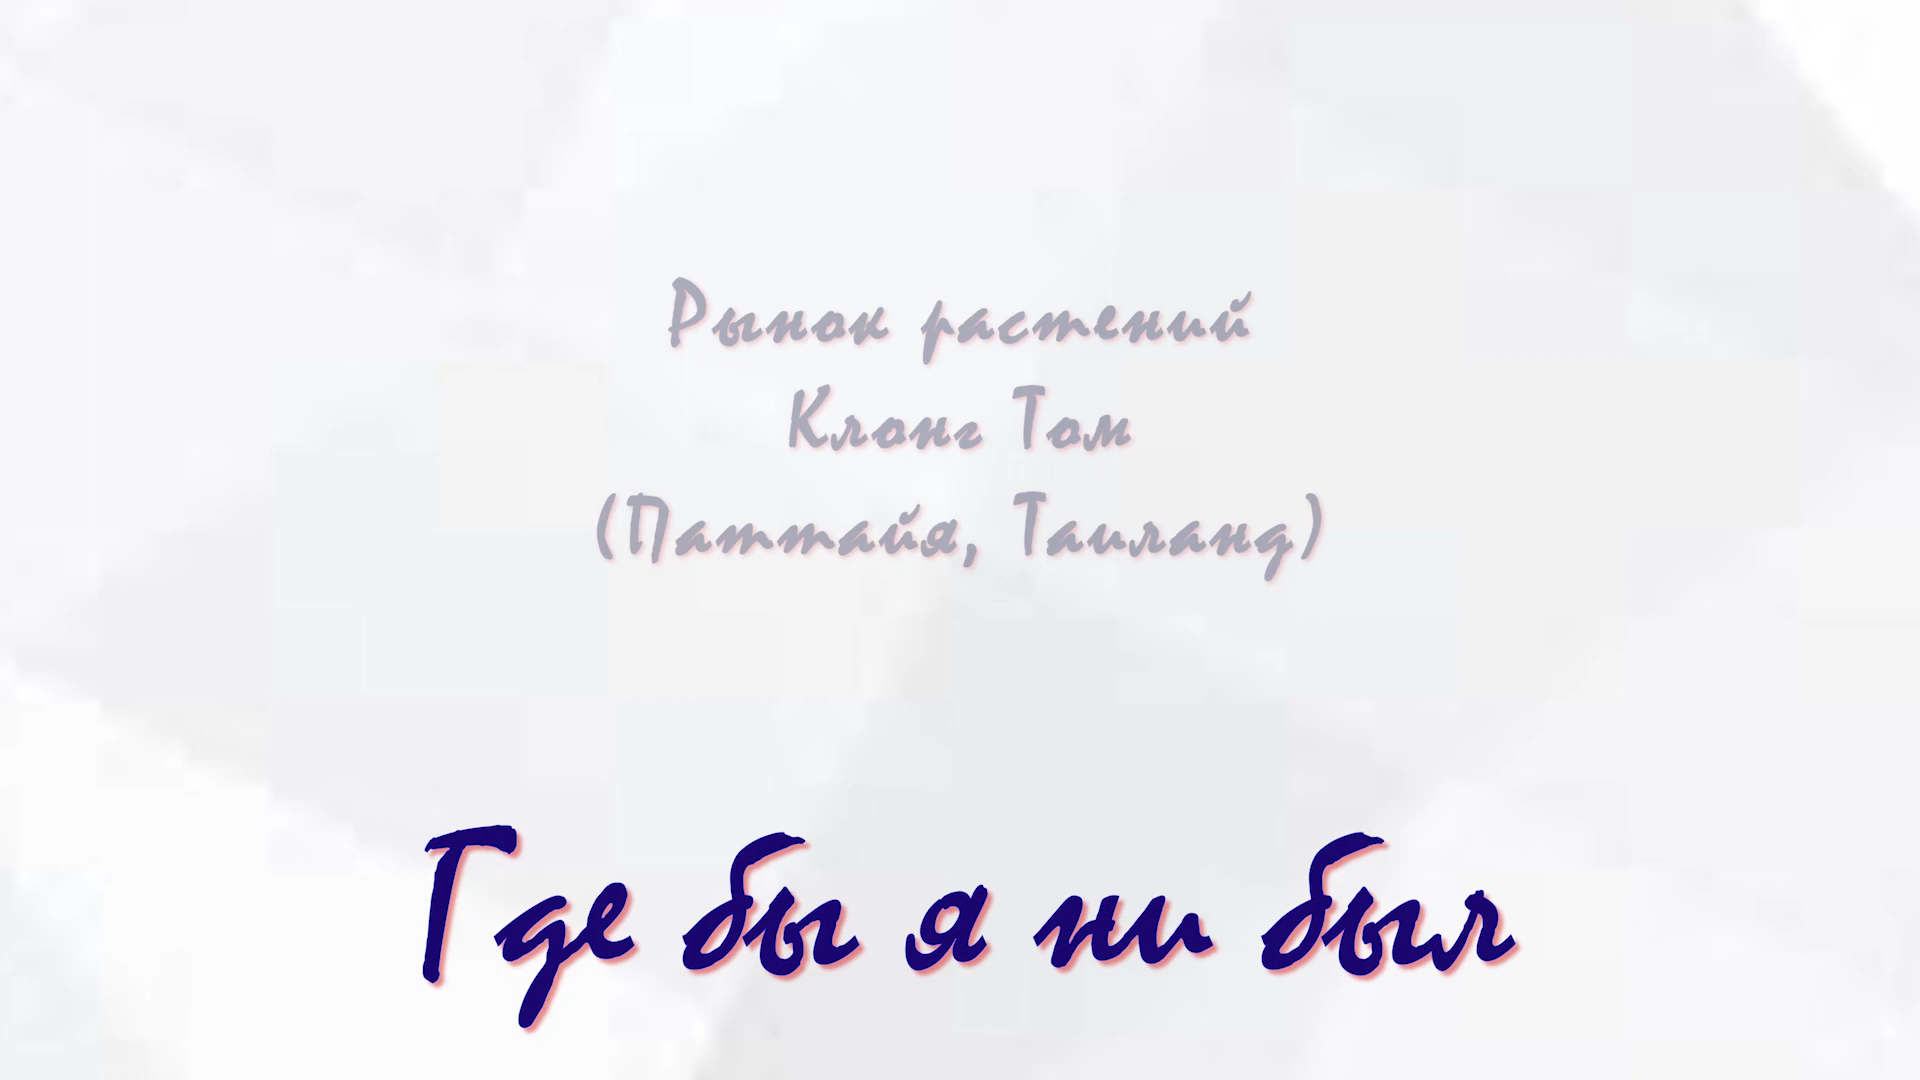 Рынок растений
Клонг Том
(Паттайя, Таиланд)
Где бы я ни был